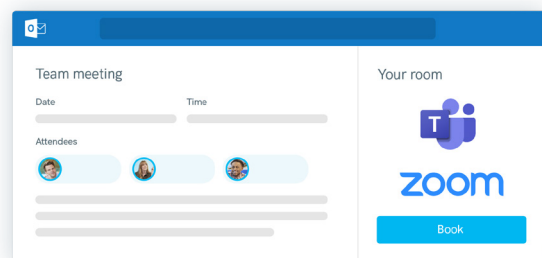 Team meeting
Your room
Date
Time
Attendees
T
zoom
Book